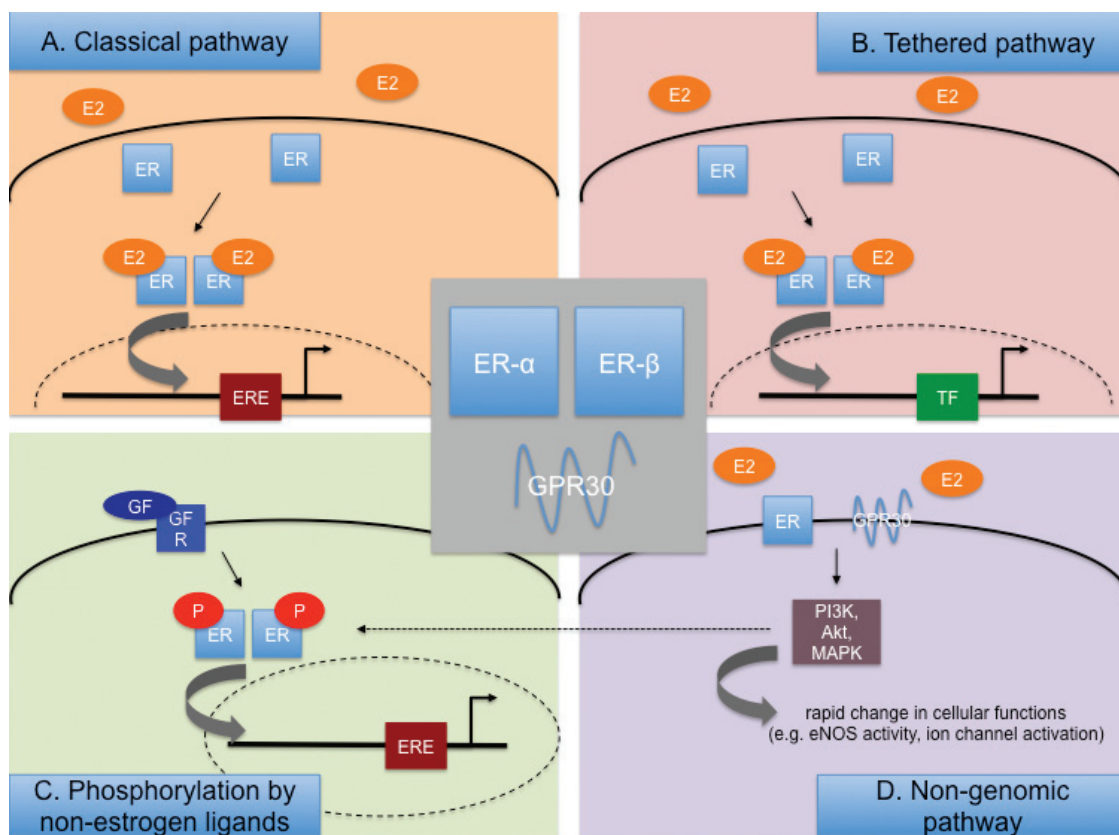 A. Classical pathway
E2
E2
ER
ER
E2
E2
ER
ER
ERE
B. Tethered pathway
E2
E2
ER
ER
E2
E2
ER
ER
TF
ER-α
ER-β
GPR30
GF
GF
R
P
P
ER
ER
ERE
C. Phosphorylation by
non-estrogen ligands
E2
E2
ER
GPR30
PI3K,
Akt,
MAPK
rapid change in cellular functions
(e.g. eNOS activity, ion channel activation)
D. Non-genomic
pathway